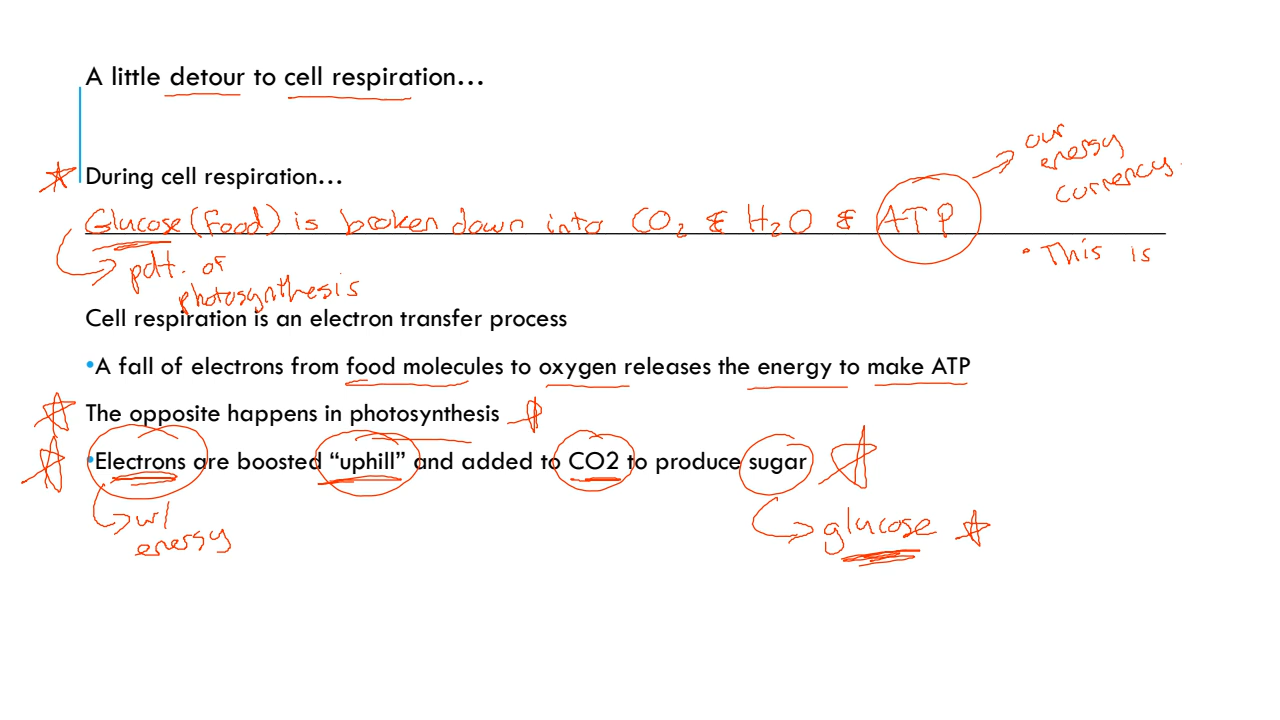 A little detour to cell respiration...
our
energy
currency.
During cell respiration...
Glucose (food) is broken down into CO2 & H2O & ATP
• This is
pdt. of
photosynthesis
Cell respiration is an electron transfer process
•A fall of electrons from food molecules to oxygen releases the energy to make ATP
The opposite happens in photosynthesis
•Electrons are boosted “uphill” and added to CO2 to produce sugar
w/
energy
glucose